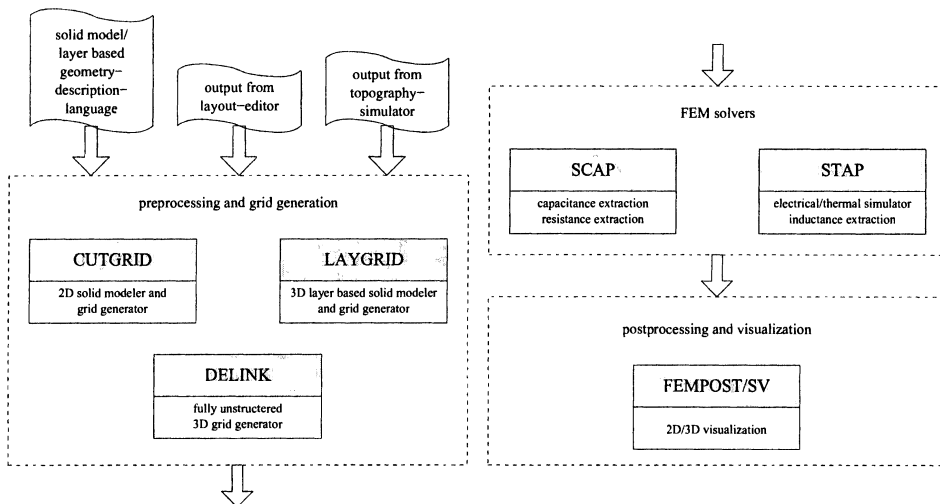 solid model/
layer based
geometry-
description-
language
output from
layout-editor
output from
topography-
simulator
preprocessing and grid generation
CUTGRID
2D solid modeler and
grid generator
LAYGRID
3D layer based solid modeler
and grid generator
DELINK
fully unstructered
3D grid generator
FEM solvers
SCAP
capacitance extraction
resistance extraction
STAP
electrical/thermal simulator
inductance extraction
postprocessing and visualization
FEMPOST/SV
2D/3D visualization